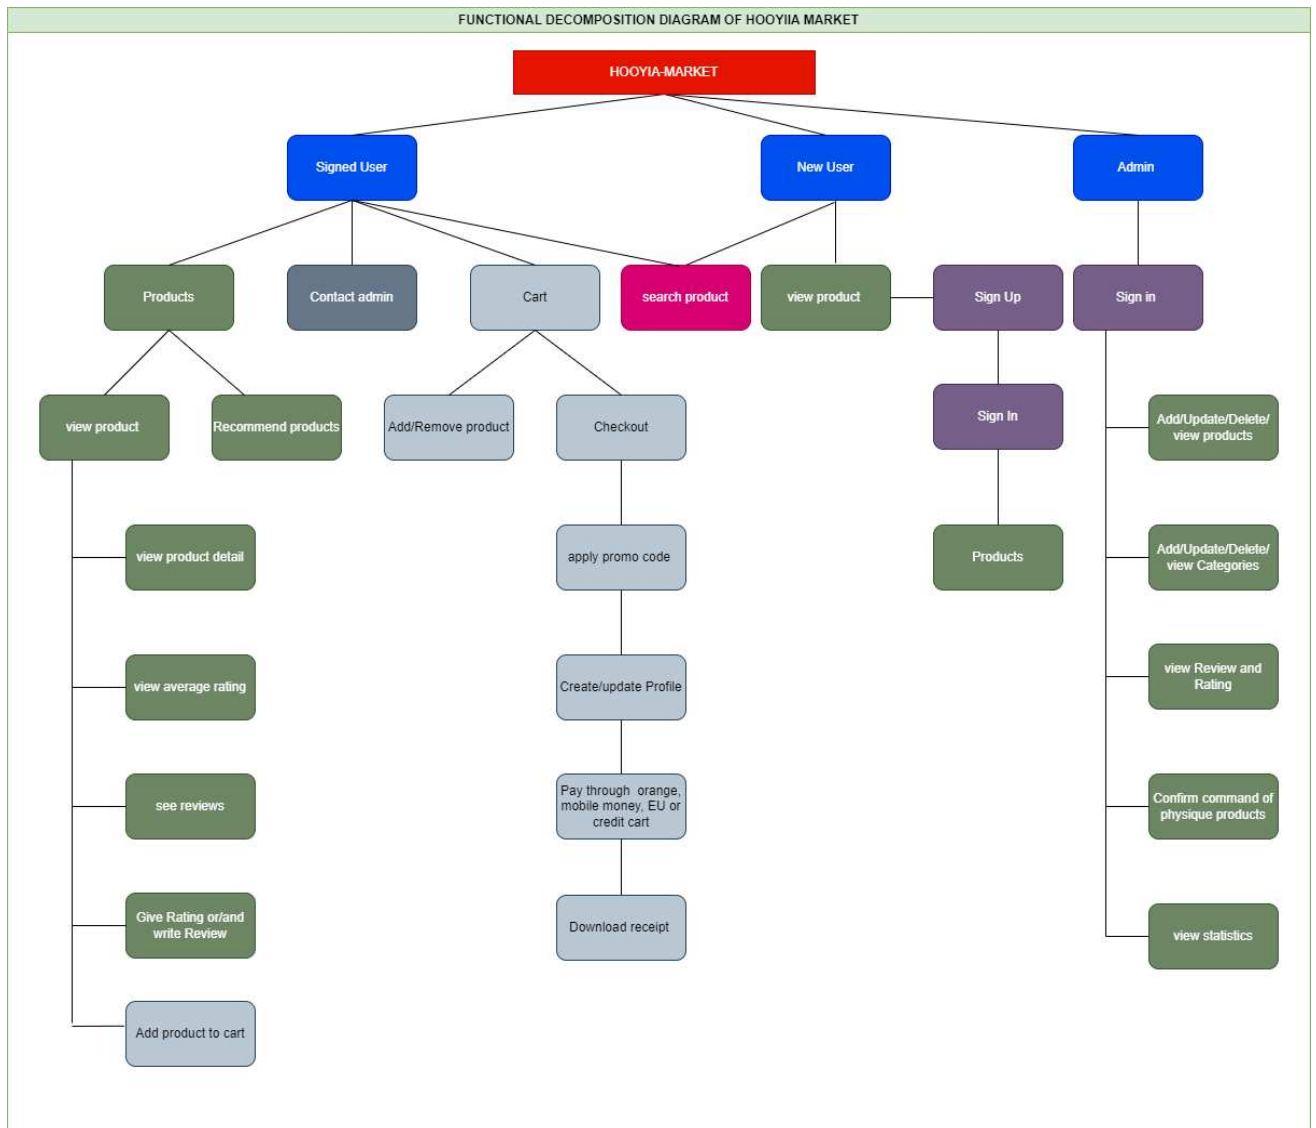 FUNCTIONAL DECOMPOSITION DIAGRAM OF HOOYIIA MARKET
HOOYIA-MARKET
Signed User
New User
Admin
Products
Contact admin
Cart
search product
view product
Sign Up
Sign in
view product
Recommend products
Add/Remove product
Checkout
Sign In
Add/Update/Delete/
view products
view product detail
apply promo code
Products
Add/Update/Delete/
view Categories
view average rating
Create/update Profile
view Review and
Rating
see reviews
Pay through orange,
mobile money, EU or
credit cart
Confirm command of
physique products
Give Rating or/and
write Review
Download receipt
view statistics
Add product to cart